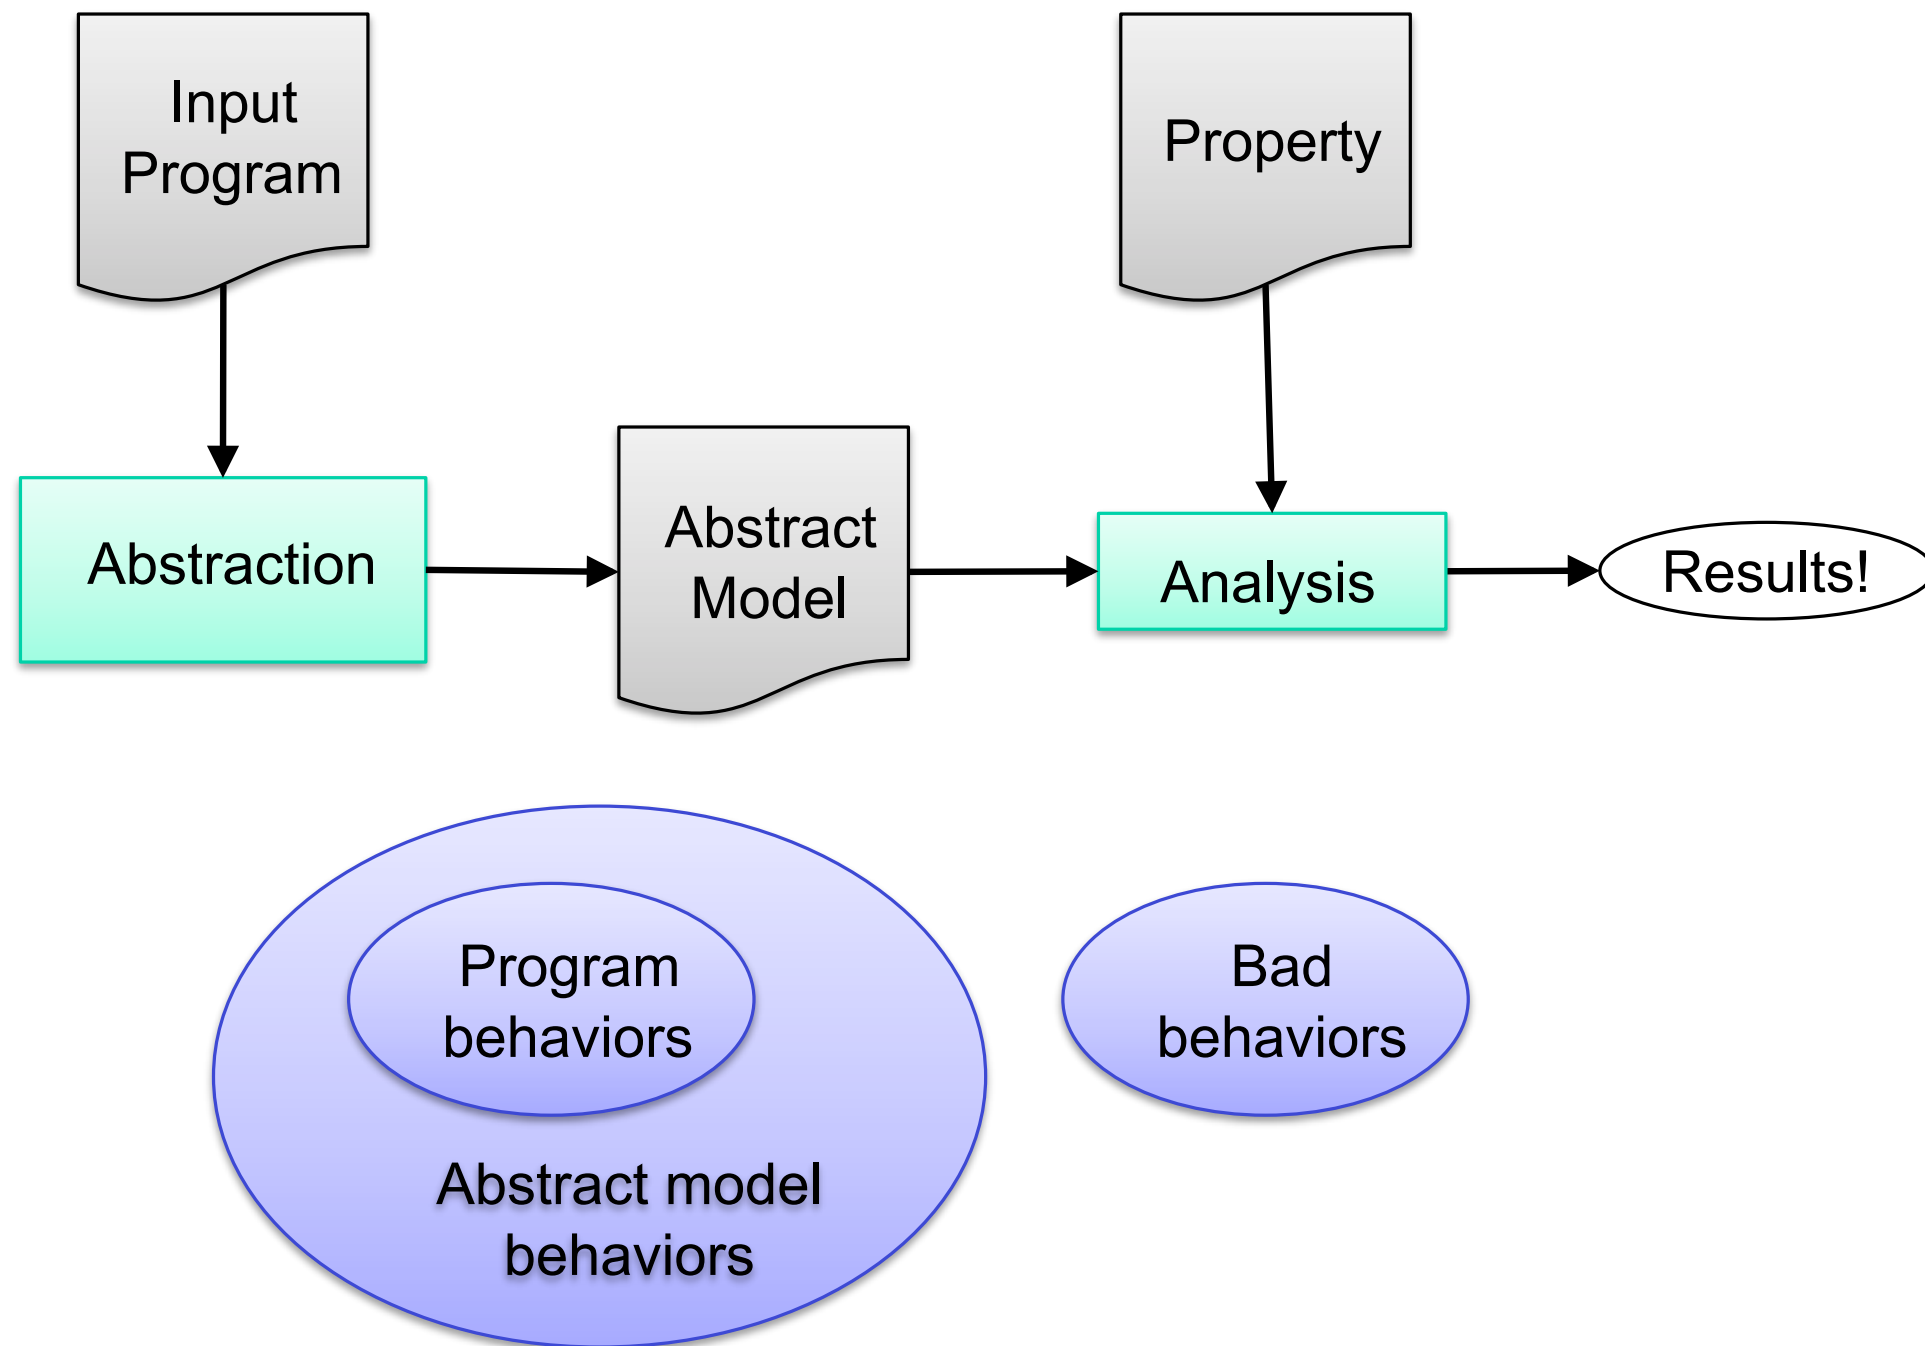 Input
Program
Property
Abstraction
Abstract
Model
Analysis
Results!
Program
behaviors
Bad
behaviors
Abstract model
behaviors